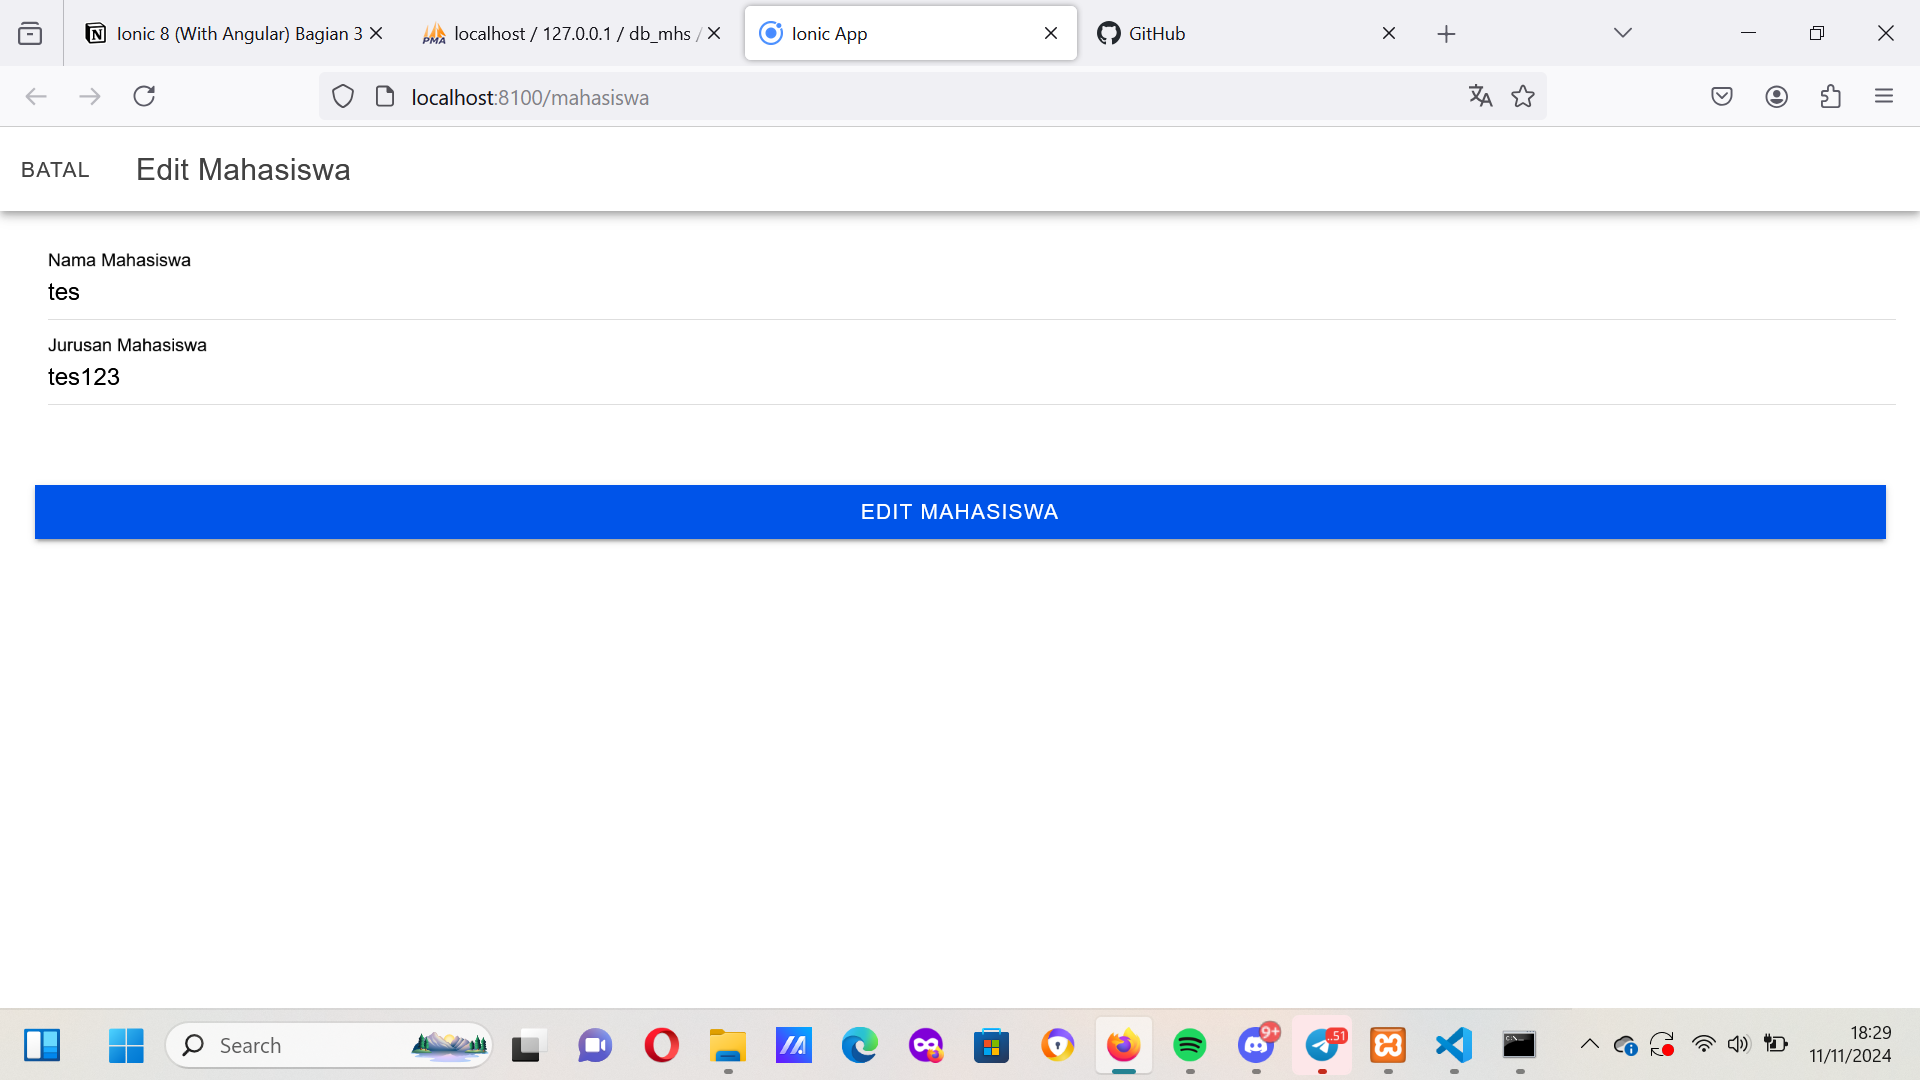 Ionic 8 (With Angular) Bagian 3
localhost / 127.0.0.1 / db_mhs /
Ionic App
GitHub
localhost:8100/mahasiswa
BATAL
Edit Mahasiswa
Nama Mahasiswa
tes
Jurusan Mahasiswa
tes123
EDIT MAHASISWA
Search
9+
..51
18:29
11/11/2024